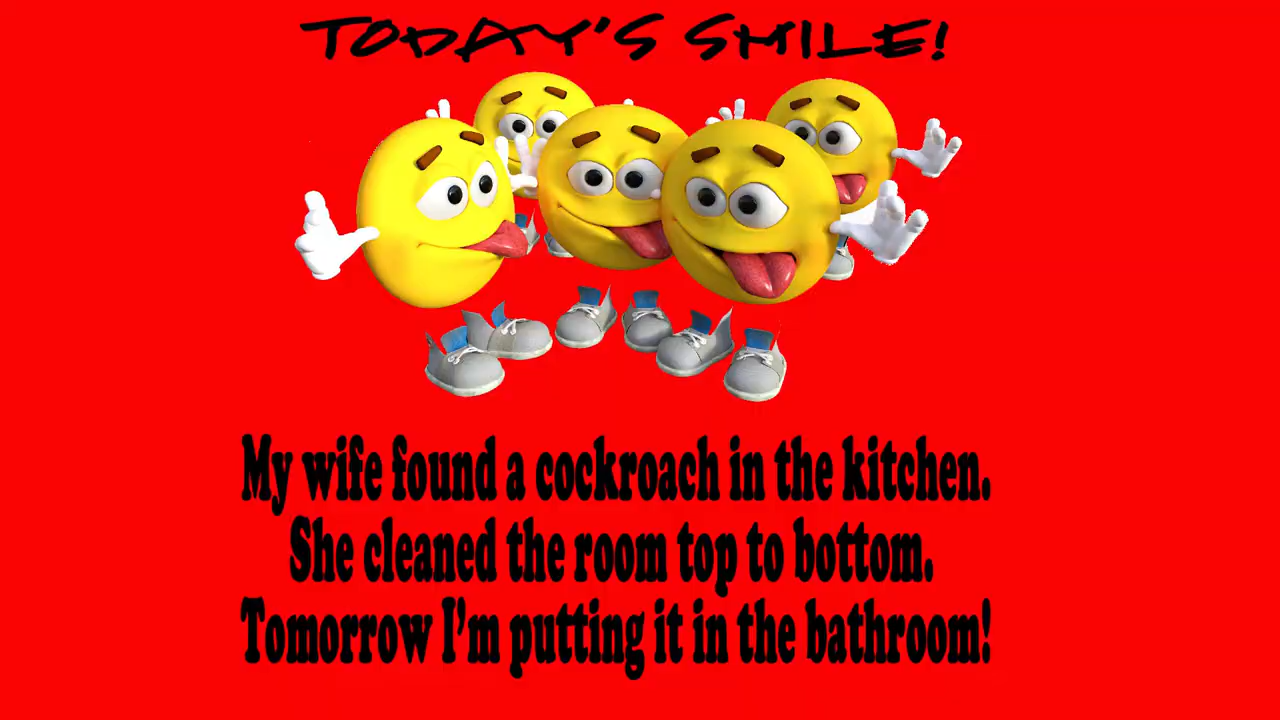 TODAY'S SMILE!
My wife found a cockroach in the kitchen.
She cleaned the room top to bottom.
Tomorrow I'm putting it in the bathroom!